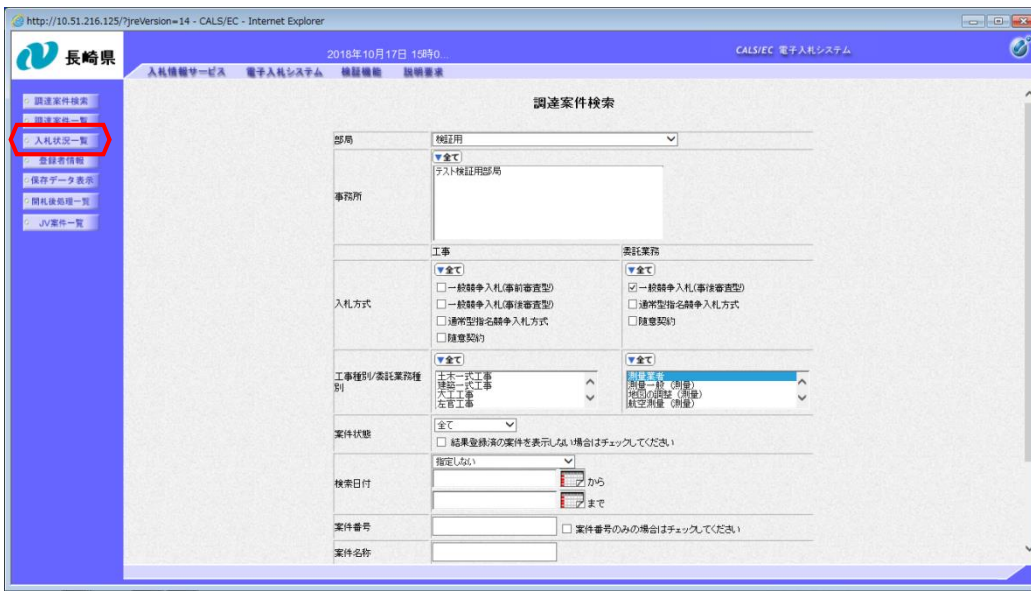 http://10.51.216.125/?jreVersion=14 - CALS/EC - Internet Explorer
長崎県
2018年10月17日 15時0...
CALS/EC 電子入札システム
入札情報サービス 電子入札システム 検証機能 説明要求
調達案件検索
調達案件一覧
入札状況一覧
登録者情報
保存データ表示
開札後処理一覧
JV案件一覧
調達案件検索
部局 検証用
事務所
▼全て
テスト検証用部局
工事 委託業務
入札方式
▼全て ▼全て
一般競争入札(事前審査型) 一般競争入札(事後審査型)
一般競争入札(事後審査型) 通常型指名競争入札方式
通常型指名競争入札方式 随意契約
随意契約
工事種別/委託業務種別
▼全て ▼全て
土木一式工事 測量業者
建築一式工事 測量一般（測量）
大工工事 地図の調整（測量）
左官工事 航空測量（測量）
案件状態
全て
結果登録済の案件を表示しない場合はチェックしてください
検索日付
指定しない
から
まで
案件番号 案件番号のみの場合はチェックしてください
案件名称